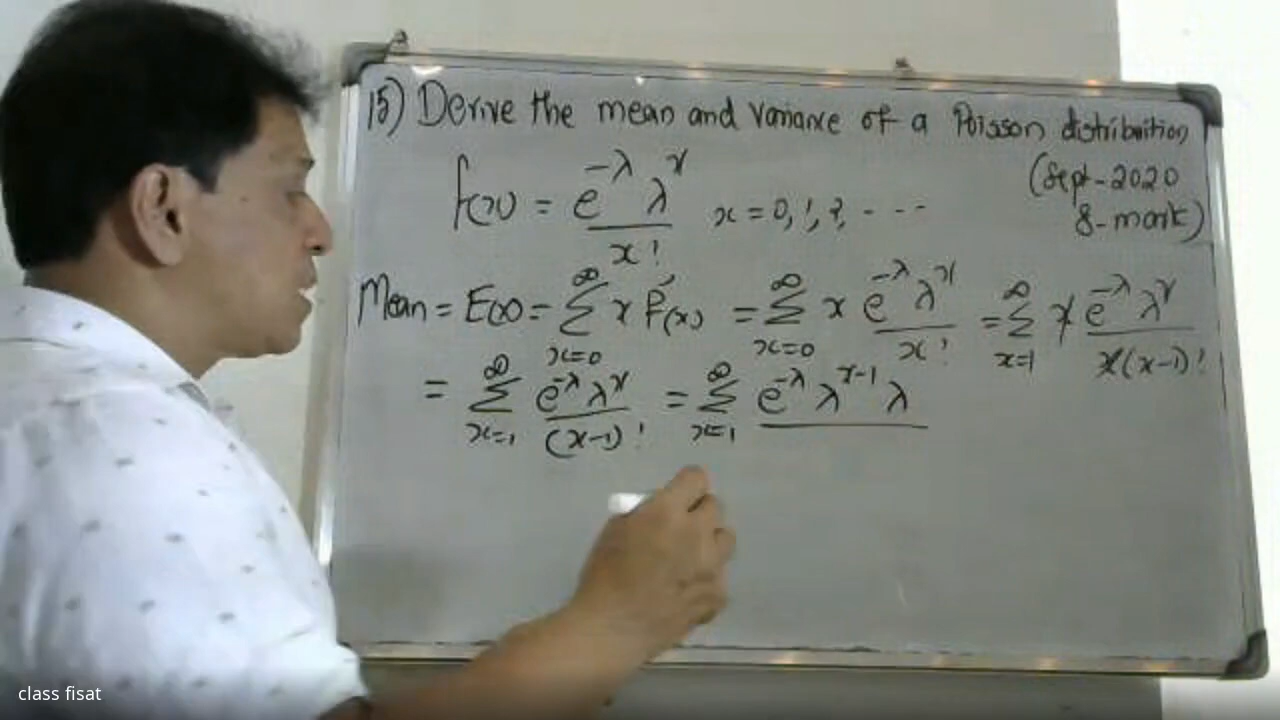 15) Derive the mean and Variance of a Poisson distribution
(Sept-2020
8-mark)
f(x) = e^{-λ} λ^x / x! x = 0, 1, 2, - - -
Mean = E(x) = ∑_{x=0}^{∞} x f(x) = ∑_{x=0}^{∞} x e^{-λ} λ^x / x! = ∑_{x=1}^{∞} x e^{-λ} λ^x / x(x-1)!
= ∑_{x=1}^{∞} e^{-λ} λ^x / (x-1)! = ∑_{x=1}^{∞} e^{-λ} λ^{x-1} λ
class fisat